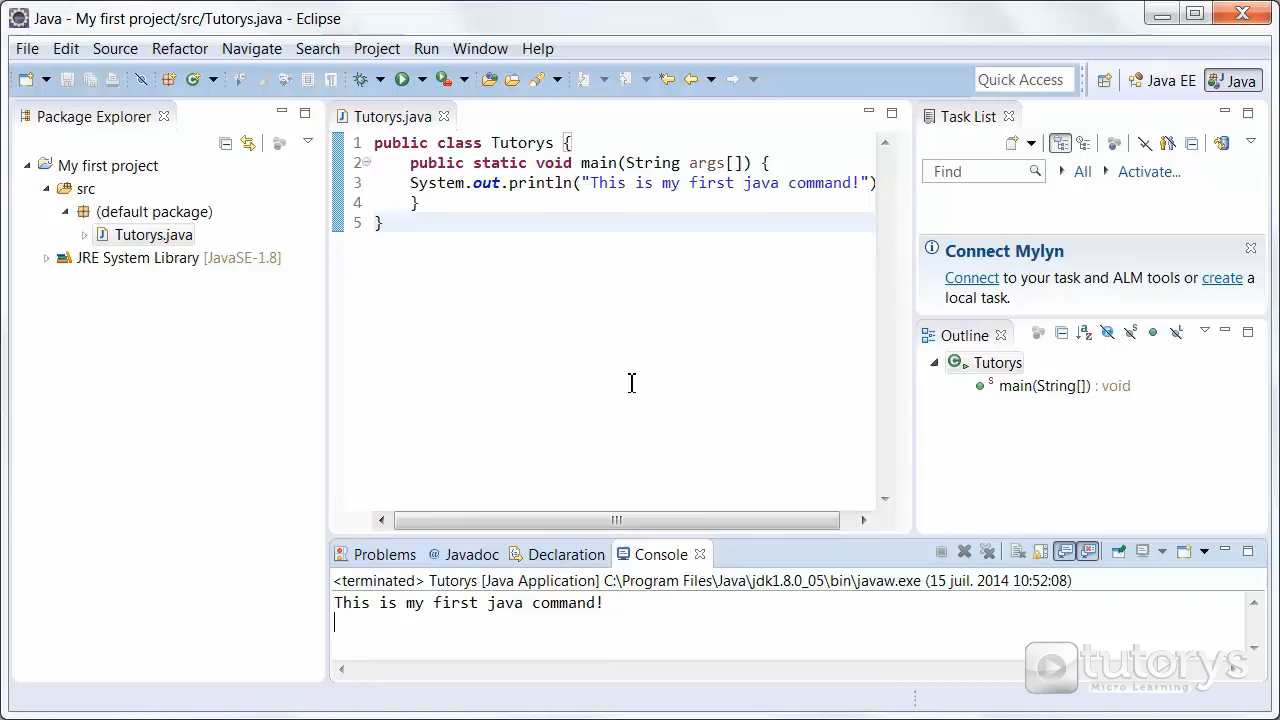 Java - My first project/src/Tutorys.java - Eclipse
File Edit Source Refactor Navigate Search Project Run Window Help
Quick Access Java EE Java
Package Explorer
My first project
src
(default package)
Tutorys.java
JRE System Library [JavaSE-1.8]
Tutorys.java
1 public class Tutorys {
2 public static void main(String args[]) {
3 System.out.println("This is my first java command!")
4 }
5 }
Task List
Find All Activate...
Connect Mylyn
Connect to your task and ALM tools or create a
local task.
Outline
Tutorys
main(String[]) : void
Problems @ Javadoc Declaration Console
<terminated> Tutorys [Java Application] C:\Program Files\Java\jdk1.8.0_05\bin\javaw.exe (15 juil. 2014 10:52:08)
This is my first java command!
tutorys
Micro Learning